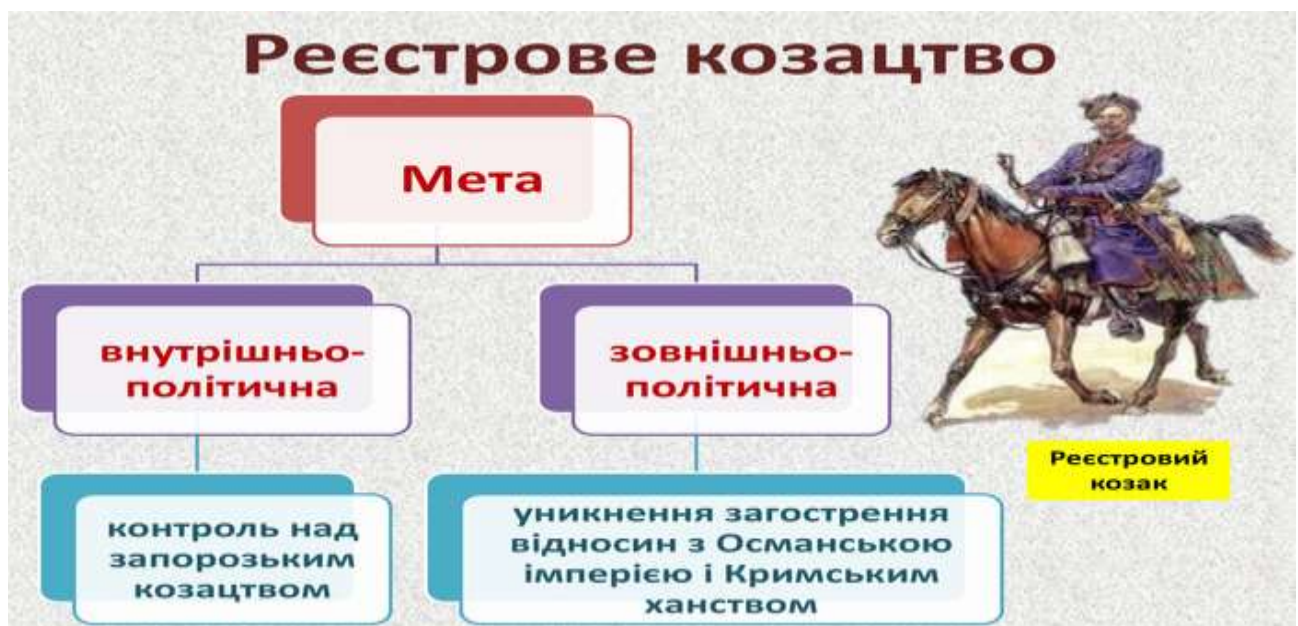 Реєстрове козацтво
Мета
внутрішньо-
політична
зовнішньо-
політична
контроль над
запорозьким
козацтвом
уникнення загострення
відносин з Османською
імперією і Кримським
ханством
Реєстровий
козак